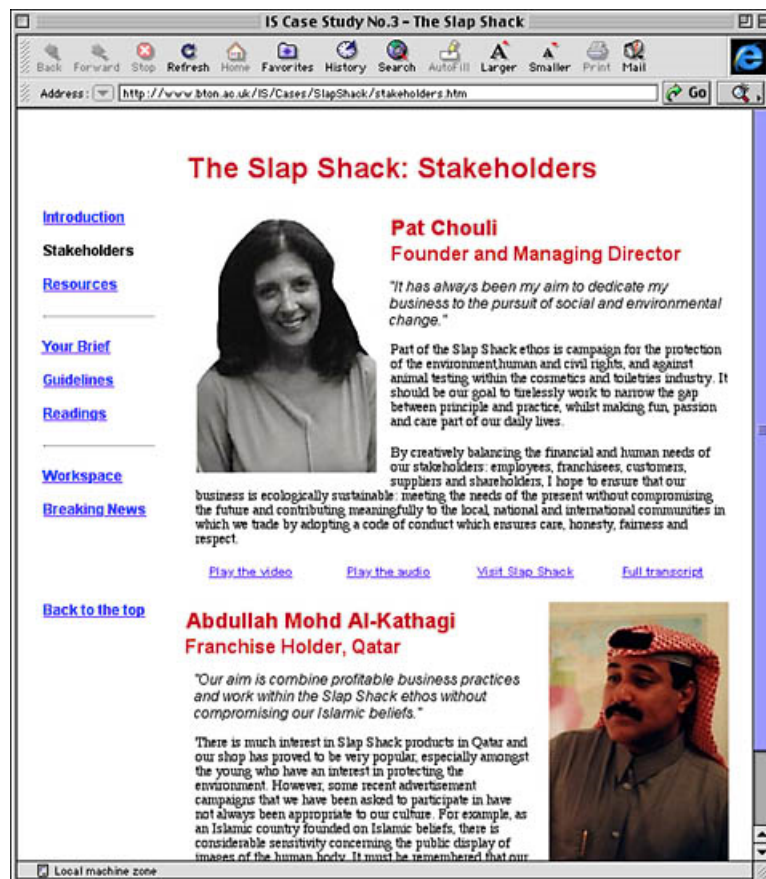 IS Case Study No.3 - The Slap Shack
Back Forward Stop Refresh Home Favorites History Search AutoFill Larger Smaller Print Mail
Address: http://www.bton.ac.uk/IS/Cases/SlapShack/stakeholders.htm Go
The Slap Shack: Stakeholders
Introduction
Stakeholders
Resources
Your Brief
Guidelines
Readings
Workspace
Breaking News
Back to the top
Pat Chouli
Founder and Managing Director
"It has always been my aim to dedicate my
business to the pursuit of social and environmental
change."
Part of the Slap Shack ethos is campaign for the protection
of the environment,human and civil rights, and against
animal testing within the cosmetics and toiletries industry. It
should be our goal to tirelessly work to narrow the gap
between principle and practice, whilst making fun, passion
and care part of our daily lives.
By creatively balancing the financial and human needs of
our stakeholders: employees, franchisees, customers,
suppliers and shareholders, I hope to ensure that our
business is ecologically sustainable: meeting the needs of the present without compromising
the future and contributing meaningfully to the local, national and international communities in
which we trade by adopting a code of conduct which ensures care, honesty, fairness and
respect.
Play the video Play the audio Visit Slap Shack Full transcript
Abdullah Mohd Al-Kathagi
Franchise Holder, Qatar
"Our aim is combine profitable business practices
and work within the Slap Shack ethos without
compromising our Islamic beliefs."
There is much interest in Slap Shack products in Qatar and
our shop has proved to be very popular, especially amongst
the young who have an interest in protecting the
environment. However, some recent advertisement
campaigns that we have been asked to participate in have
not always been appropriate to our culture. For example, as
an Islamic country founded on Islamic beliefs, there is
considerable sensitivity concerning the public display of
images of the human body. It must be remembered that our
Local machine zone